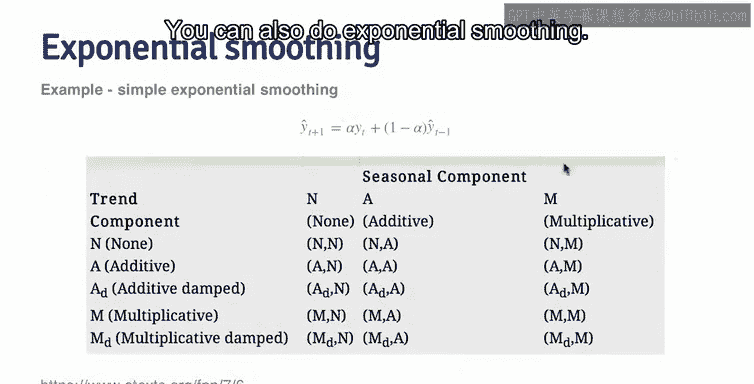 You can also do exponential smoothing.
Exponential smoothing
Example - simple exponential smoothing
ŷt+1 = αyt + (1 − α)ŷt−1
Seasonal Component
Trend N A M
Component (None) (Additive) (Multiplicative)
N (None) (N,N) (N,A) (N,M)
A (Additive) (A,N) (A,A) (A,M)
Ad (Additive damped) (Ad,N) (Ad,A) (Ad,M)
M (Multiplicative) (M,N) (M,A) (M,M)
Md (Multiplicative damped) (Md,N) (Md,A) (Md,M)